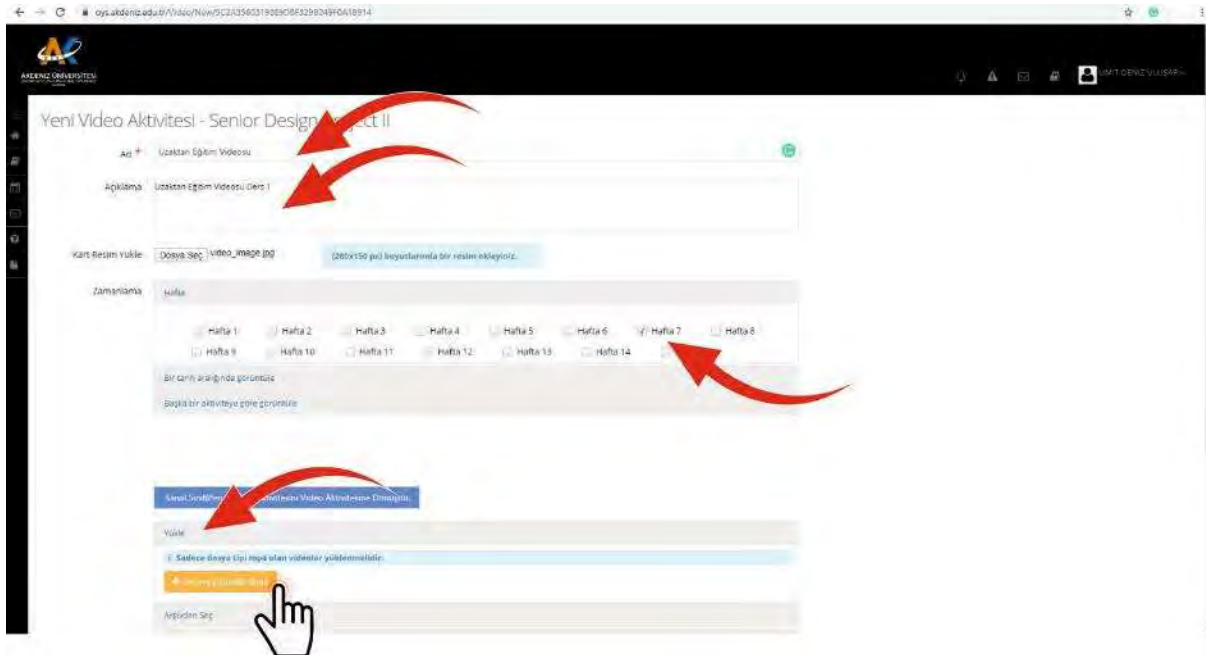 AKDENİZ ÜNİVERSİTESİ
Yeni Video Aktivitesi - Senior Design II
Adı * Uzaktan Eğitim Videosu
Açıklama Uzaktan Eğitim Videosu Ders 1
Kart Resim Yükle Dosya Seç video_image.jpg (280x150 px) boyutlarında bir resim ekleyiniz.
Zamanlama Hafta
Hafta 1 Hafta 2 Hafta 3 Hafta 4 Hafta 5 Hafta 6 Hafta 7 Hafta 8
Hafta 9 Hafta 10 Hafta 11 Hafta 12 Hafta 13 Hafta 14
Bir tarih aralığında görüntüle
Başka bir aktiviteye göre görüntüle
Video Aktivitesine Dönüştür.
Yükle
Sadece dosya tipi mp4 olan videolar yüklenmelidir.
Arşivden Seç